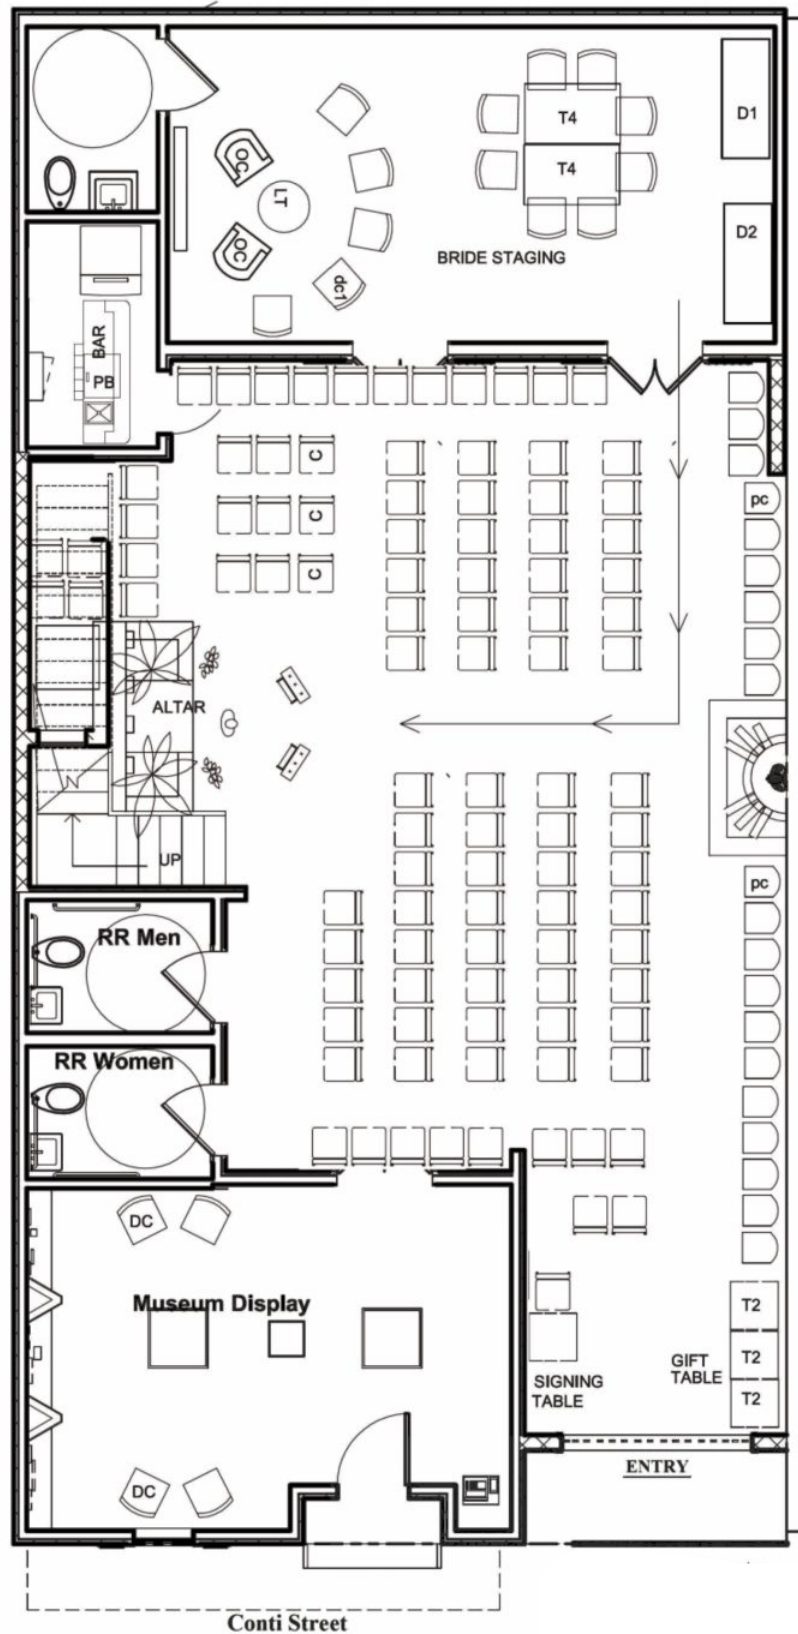 T4
D1
OC
T4
LT
D2
OC
BRIDE STAGING
dc1
BAR
PB
C
C
pc
C
ALTAR
UP
pc
RR Men
RR Women
DC
Museum Display
T2
GIFT
TABLE
T2
SIGNING
TABLE
T2
ENTRY
DC
Conti Street